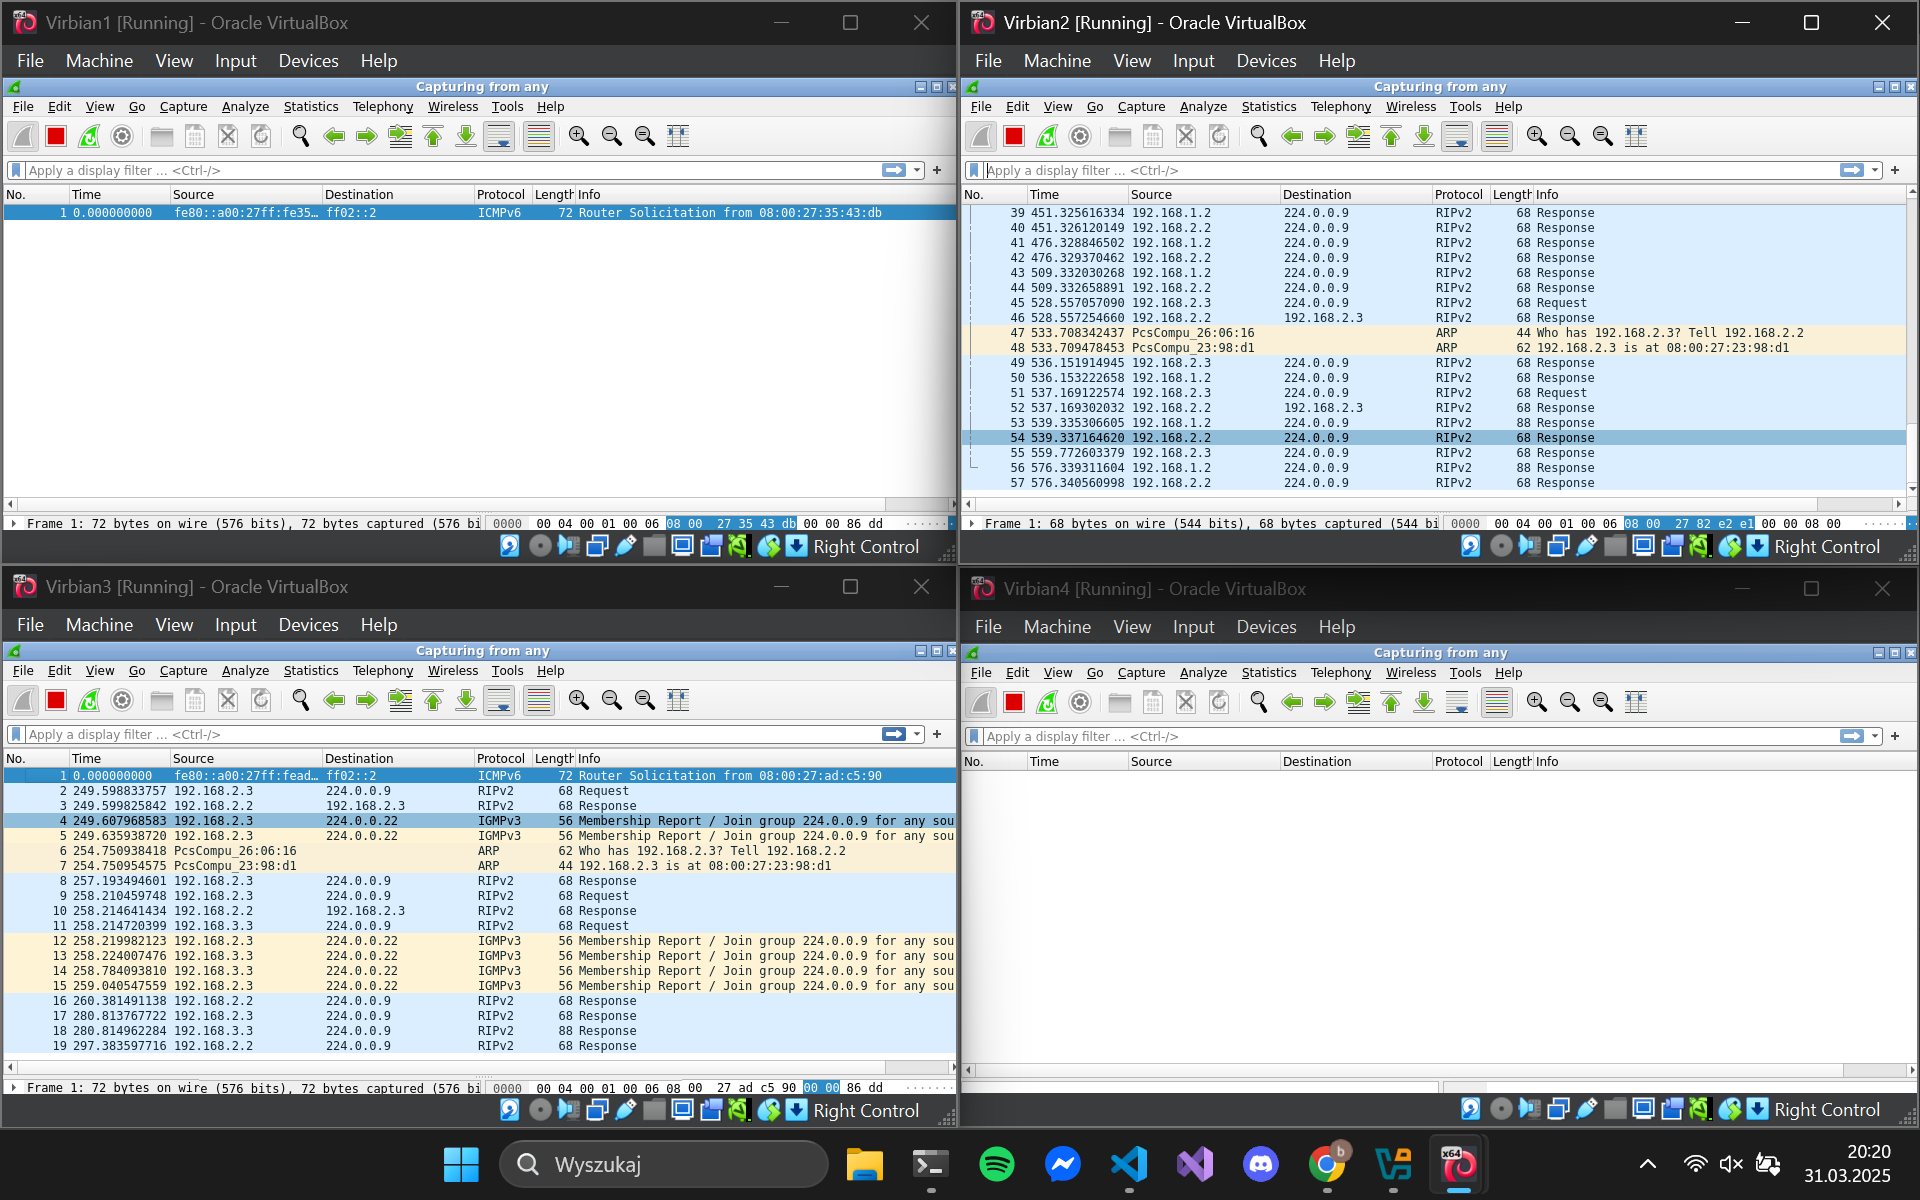 Virbian1 [Running] - Oracle VirtualBox
File Machine View Input Devices Help
Capturing from any
File Edit View Go Capture Analyze Statistics Telephony Wireless Tools Help
Apply a display filter ... <Ctrl-/>
No. Time Source Destination Protocol Length Info
1 0.000000000 fe80::a00:27ff:fe35… ff02::2 ICMPv6 72 Router Solicitation from 08:00:27:35:43:db
Frame 1: 72 bytes on wire (576 bits), 72 bytes captured (576 bi
0000 00 04 00 01 00 06 08 00 27 35 43 db 00 00 86 dd
Right Control
Virbian2 [Running] - Oracle VirtualBox
File Machine View Input Devices Help
Capturing from any
File Edit View Go Capture Analyze Statistics Telephony Wireless Tools Help
Apply a display filter ... <Ctrl-/>
No. Time Source Destination Protocol Length Info
39 451.325616334 192.168.1.2 224.0.0.9 RIPv2 68 Response
40 451.326120149 192.168.2.2 224.0.0.9 RIPv2 68 Response
41 476.328846502 192.168.1.2 224.0.0.9 RIPv2 68 Response
42 476.329370462 192.168.2.2 224.0.0.9 RIPv2 68 Response
43 509.332030268 192.168.1.2 224.0.0.9 RIPv2 68 Response
44 509.332658891 192.168.2.2 224.0.0.9 RIPv2 68 Response
45 528.557057090 192.168.2.3 224.0.0.9 RIPv2 68 Request
46 528.557254660 192.168.2.2 192.168.2.3 RIPv2 68 Response
47 533.708342437 PcsCompu_26:06:16 ARP 44 Who has 192.168.2.3? Tell 192.168.2.2
48 533.709478453 PcsCompu_23:98:d1 ARP 62 192.168.2.3 is at 08:00:27:23:98:d1
49 536.151914945 192.168.2.3 224.0.0.9 RIPv2 68 Response
50 536.153222658 192.168.1.2 224.0.0.9 RIPv2 68 Response
51 537.169122574 192.168.2.3 224.0.0.9 RIPv2 68 Request
52 537.169302032 192.168.2.2 192.168.2.3 RIPv2 68 Response
53 539.335306605 192.168.1.2 224.0.0.9 RIPv2 88 Response
54 539.337164620 192.168.2.2 224.0.0.9 RIPv2 68 Response
55 559.772603379 192.168.2.3 224.0.0.9 RIPv2 68 Response
56 576.339311604 192.168.1.2 224.0.0.9 RIPv2 88 Response
57 576.340560998 192.168.2.2 224.0.0.9 RIPv2 68 Response
Frame 1: 68 bytes on wire (544 bits), 68 bytes captured (544 bi
0000 00 04 00 01 00 06 08 00 27 82 e2 e1 00 00 08 00
Right Control
Virbian3 [Running] - Oracle VirtualBox
File Machine View Input Devices Help
Capturing from any
File Edit View Go Capture Analyze Statistics Telephony Wireless Tools Help
Apply a display filter ... <Ctrl-/>
No. Time Source Destination Protocol Length Info
1 0.000000000 fe80::a00:27ff:fead… ff02::2 ICMPv6 72 Router Solicitation from 08:00:27:ad:c5:90
2 249.598833757 192.168.2.3 224.0.0.9 RIPv2 68 Request
3 249.599825842 192.168.2.2 192.168.2.3 RIPv2 68 Response
4 249.607968583 192.168.2.3 224.0.0.22 IGMPv3 56 Membership Report / Join group 224.0.0.9 for any sou
5 249.635938720 192.168.2.3 224.0.0.22 IGMPv3 56 Membership Report / Join group 224.0.0.9 for any sou
6 254.750938418 PcsCompu_26:06:16 ARP 62 Who has 192.168.2.3? Tell 192.168.2.2
7 254.750954575 PcsCompu_23:98:d1 ARP 44 192.168.2.3 is at 08:00:27:23:98:d1
8 257.193494601 192.168.2.3 224.0.0.9 RIPv2 68 Response
9 258.210459748 192.168.2.3 224.0.0.9 RIPv2 68 Request
10 258.214641434 192.168.2.2 192.168.2.3 RIPv2 68 Response
11 258.214720399 192.168.3.3 224.0.0.9 RIPv2 68 Request
12 258.219982123 192.168.3.3 224.0.0.22 IGMPv3 56 Membership Report / Join group 224.0.0.9 for any sou
13 258.224007476 192.168.3.3 224.0.0.22 IGMPv3 56 Membership Report / Join group 224.0.0.9 for any sou
14 258.784093810 192.168.3.3 224.0.0.22 IGMPv3 56 Membership Report / Join group 224.0.0.9 for any sou
15 259.040547559 192.168.2.3 224.0.0.22 IGMPv3 56 Membership Report / Join group 224.0.0.9 for any sou
16 260.381491138 192.168.2.2 224.0.0.9 RIPv2 68 Response
17 280.813767722 192.168.2.3 224.0.0.9 RIPv2 68 Response
18 280.814962284 192.168.3.3 224.0.0.9 RIPv2 88 Response
19 297.383597716 192.168.2.2 224.0.0.9 RIPv2 68 Response
Frame 1: 72 bytes on wire (576 bits), 72 bytes captured (576 bi
0000 00 04 00 01 00 06 08 00 27 ad c5 90 00 00 86 dd
Right Control
Virbian4 [Running] - Oracle VirtualBox
File Machine View Input Devices Help
Capturing from any
File Edit View Go Capture Analyze Statistics Telephony Wireless Tools Help
Apply a display filter ... <Ctrl-/>
No. Time Source Destination Protocol Length Info
Right Control
Wyszukaj
b
x64
20:20
31.03.2025